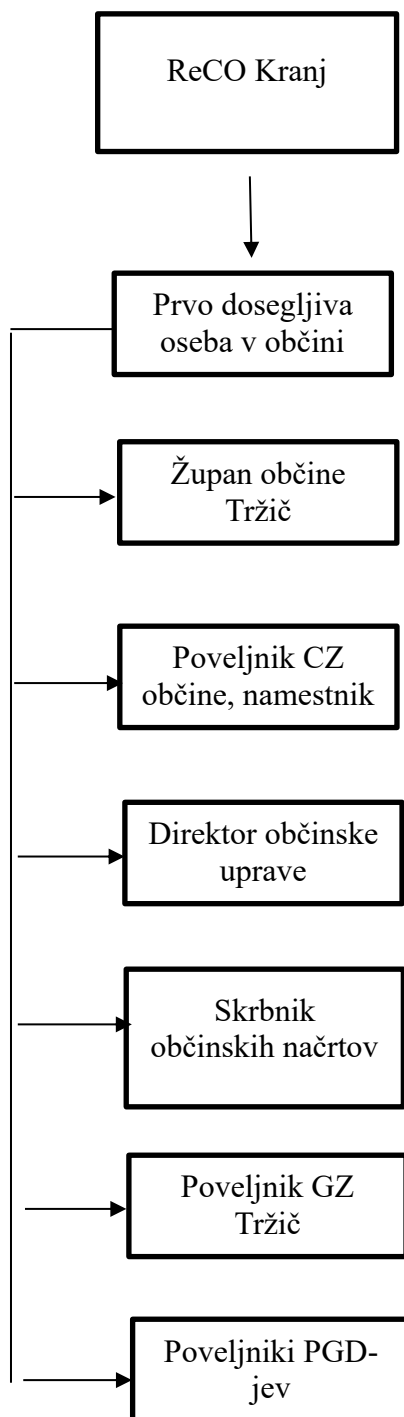 ReCO Kranj
Prvo dosegljiva
oseba v občini
Župan občine
Tržič
Poveljnik CZ
občine, namestnik
Direktor občinske
uprave
Skrbnik
občinskih načrtov
Poveljnik GZ
Tržič
Poveljniki PGD-
jev